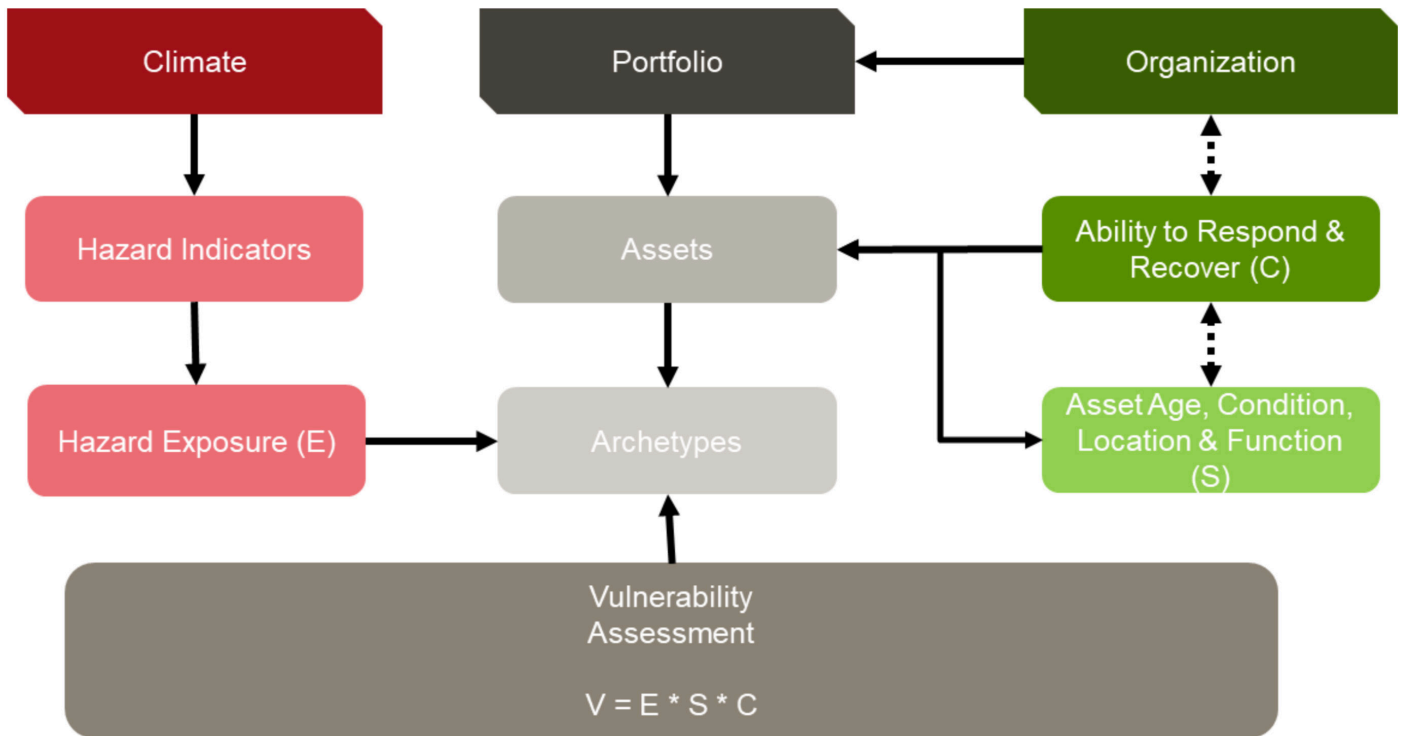 Climate
Portfolio
Organization
Hazard Indicators
Assets
Ability to Respond &
Recover (C)
Hazard Exposure (E)
Archetypes
Asset Age, Condition,
Location & Function
(S)
Vulnerability
Assessment
V = E * S * C